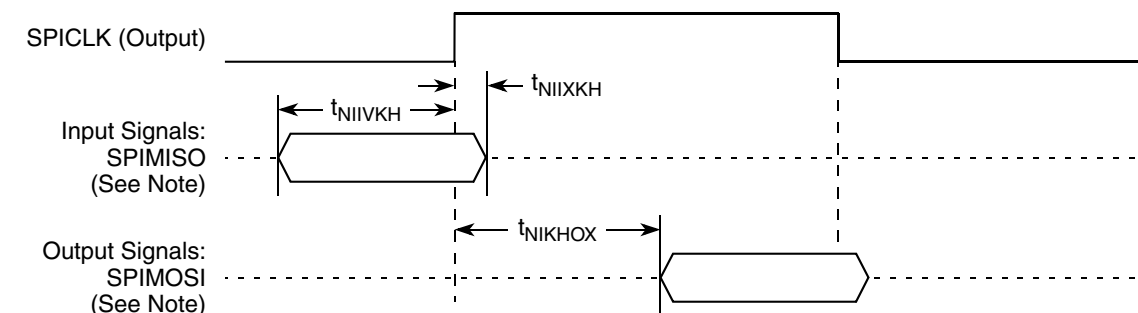 SPICLK (Output)
tNIIXKH
tNIIVKH
Input Signals:
SPIMISO
(See Note)
tNIKHOX
Output Signals:
SPIMOSI
(See Note)